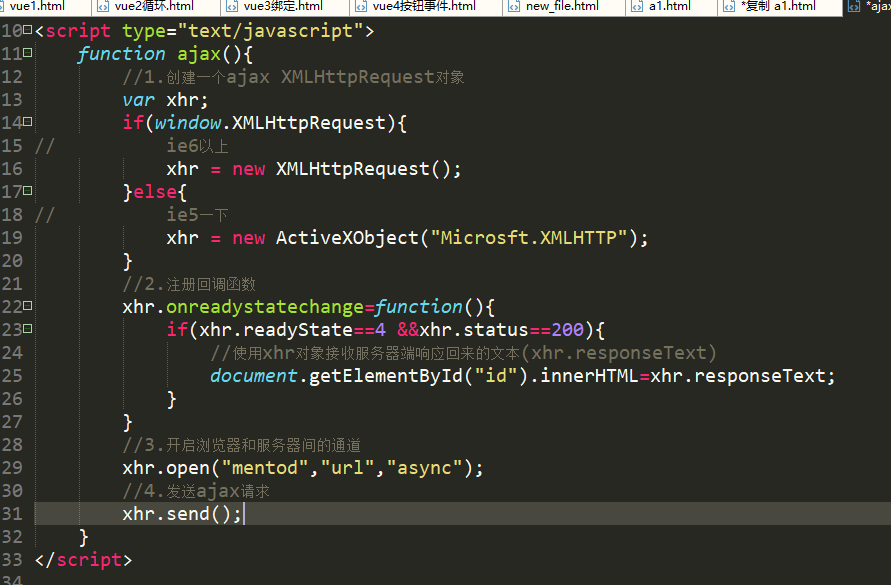 vue1.html vue2循环.html vue3绑定.html vue4按钮事件.html new_file.html a1.html *复制 a1.html *ajax
10 <script type="text/javascript">
11 function ajax(){
12 //1.创建一个ajax XMLHttpRequest对象
13 var xhr;
14 if(window.XMLHttpRequest){
15 // ie6以上
16 xhr = new XMLHttpRequest();
17 }else{
18 // ie5一下
19 xhr = new ActiveXObject("Microsft.XMLHTTP");
20 }
21 //2.注册回调函数
22 xhr.onreadystatechange=function(){
23 if(xhr.readyState==4 &&xhr.status==200){
24 //使用xhr对象接收服务器端响应回来的文本(xhr.responseText)
25 document.getElementById("id").innerHTML=xhr.responseText;
26 }
27 }
28 //3.开启浏览器和服务器间的通道
29 xhr.open("mentod","url","async");
30 //4.发送ajax请求
31 xhr.send();
32 }
33 </script>
34